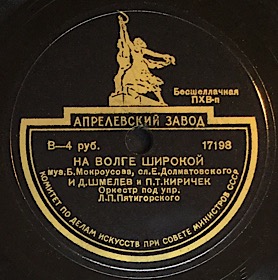 Бесшеллачная
ПХВ-п
АПРЕЛЕВСКИЙ ЗАВОД
В—4 руб. 17198
НА ВОЛГЕ ШИРОКОЙ
муз. Б. Мокроусова, сл. Е. Долматовского
И Д. ШМЕЛЕВ и П. Т. КИРИЧЕК
Оркестр под упр.
Л. П. Пятигорского
КОМИТЕТ ПО ДЕЛАМ ИСКУССТВ ПРИ СОВЕТЕ МИНИСТРОВ СССР